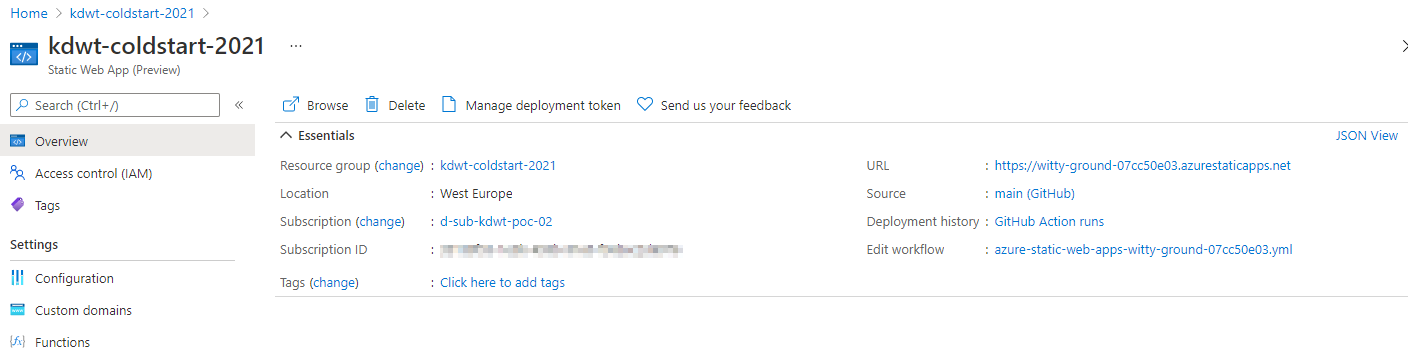 Home > kdwt-coldstart-2021 >
kdwt-coldstart-2021 ...
Static Web App (Preview)
Search (Ctrl+/) «
Overview
Access control (IAM)
Tags
Settings
Configuration
Custom domains
Functions
Browse Delete Manage deployment token Send us your feedback
Essentials JSON View
Resource group (change) : kdwt-coldstart-2021
Location : West Europe
Subscription (change) : d-sub-kdwt-poc-02
Subscription ID :
Tags (change) : Click here to add tags
URL : https://witty-ground-07cc50e03.azurestaticapps.net
Source : main (GitHub)
Deployment history : GitHub Action runs
Edit workflow : azure-static-web-apps-witty-ground-07cc50e03.yml